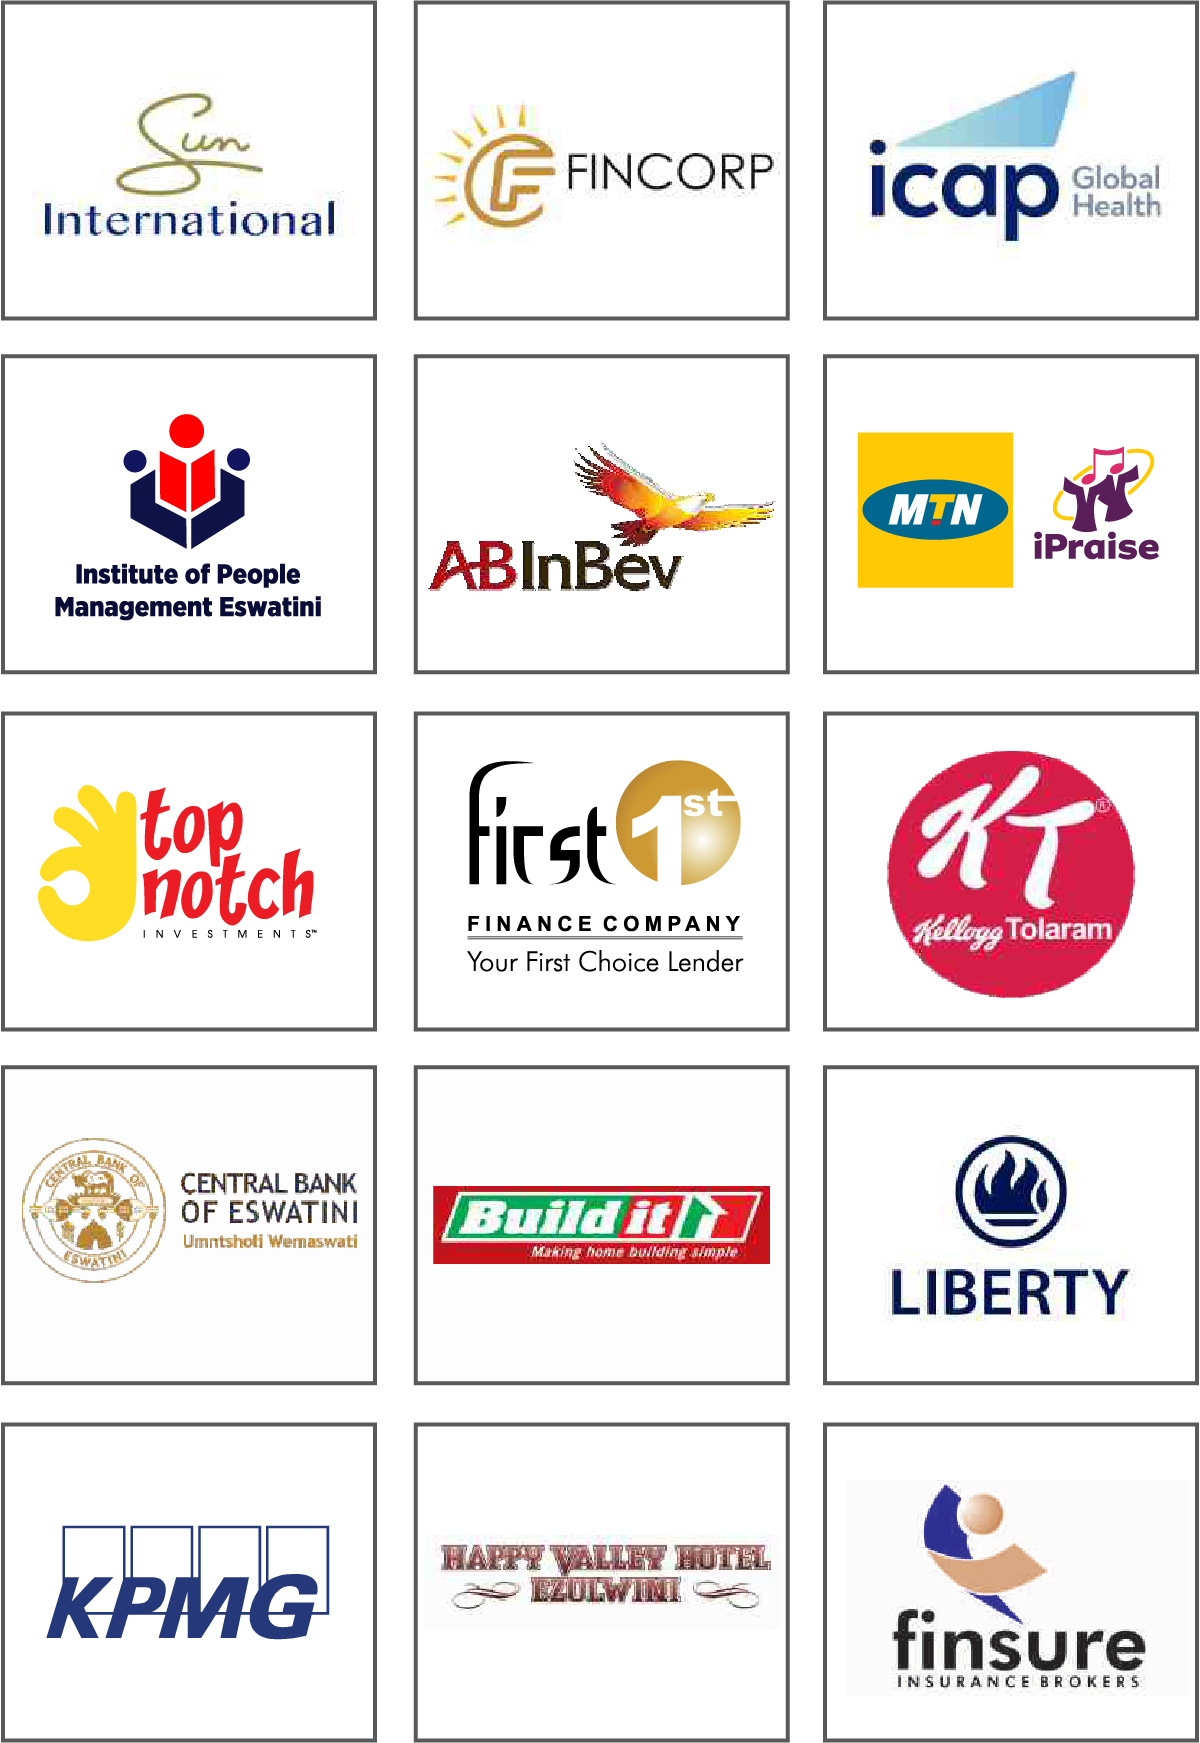 Sun
International
FINCORP
icap Global
Health
Institute of People
Management Eswatini
ABInBev
MTN
iPraise
top
notch
INVESTMENTS™
first 1st
FINANCE COMPANY
Your First Choice Lender
KT®
Kellogg Tolaram
CENTRAL BANK OF
ESWATINI
CENTRAL BANK
OF ESWATINI
Umntsholi Wemaswati
Build it
Making home building simple
LIBERTY
KPMG
HAPPY VALLEY HOTEL
EZULWINI
finsure
INSURANCE BROKERS